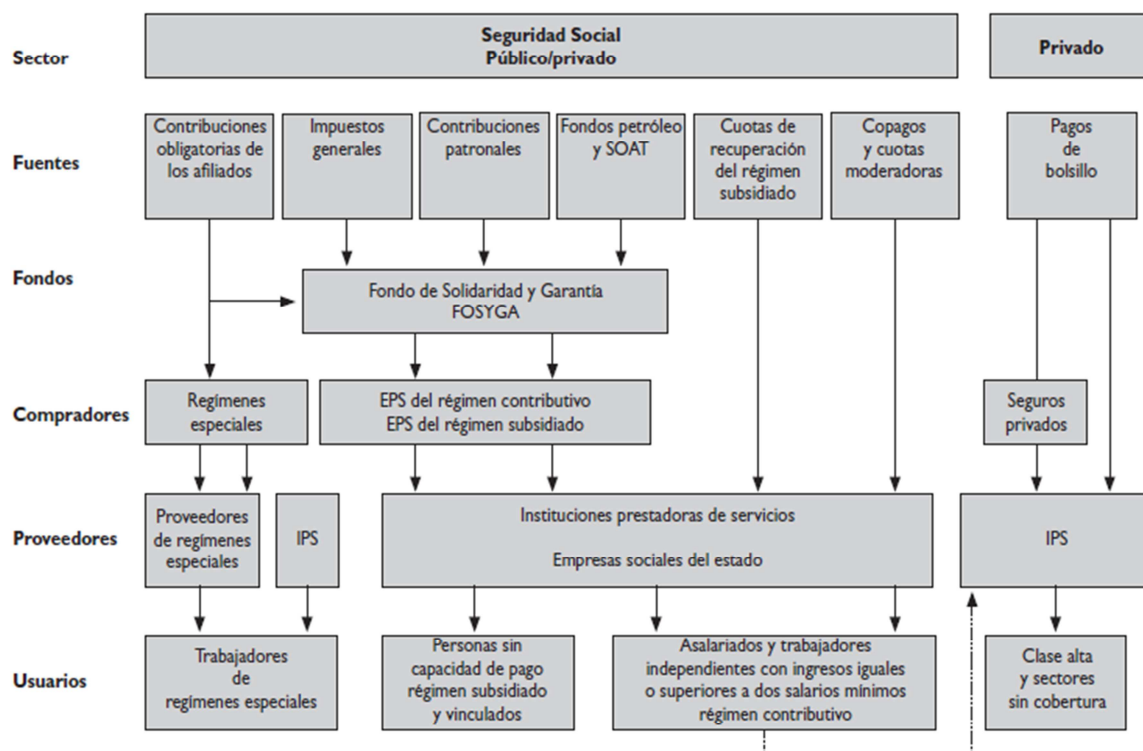 Sector
Seguridad Social
Público/privado
Privado
Fuentes
Contribuciones
obligatorias de
los afiliados
Impuestos
generales
Contribuciones
patronales
Fondos petróleo
y SOAT
Cuotas de
recuperación
del régimen
subsidiado
Copagos
y cuotas
moderadoras
Pagos
de
bolsillo
Fondos
Fondo de Solidaridad y Garantía
FOSYGA
Compradores
Regímenes
especiales
EPS del régimen contributivo
EPS del régimen subsidiado
Seguros
privados
Proveedores
Proveedores
de regímenes
especiales
IPS
Instituciones prestadoras de servicios
Empresas sociales del estado
IPS
Usuarios
Trabajadores
de
regímenes especiales
Personas sin
capacidad de pago
régimen subsidiado
y vinculados
Asalariados y trabajadores
independientes con ingresos iguales
o superiores a dos salarios mínimos
régimen contributivo
Clase alta
y sectores
sin cobertura